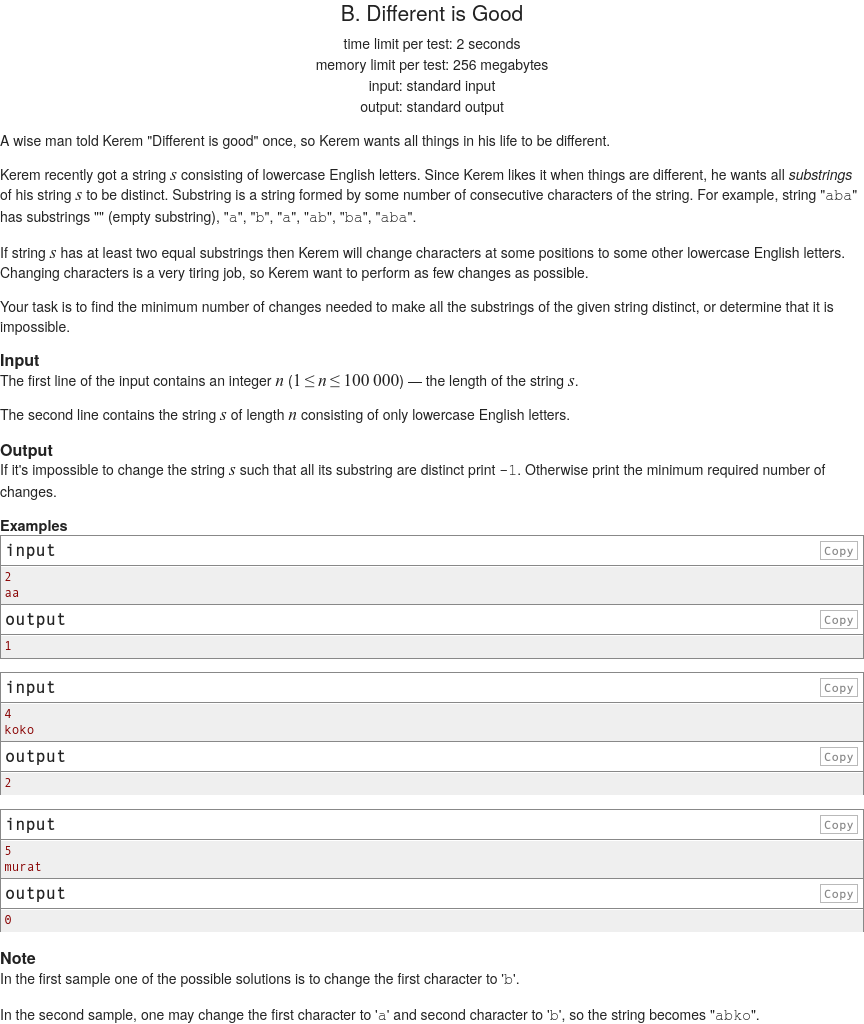 B. Different is Good
time limit per test: 2 seconds
memory limit per test: 256 megabytes
input: standard input
output: standard output
A wise man told Kerem "Different is good" once, so Kerem wants all things in his life to be different.
Kerem recently got a string s consisting of lowercase English letters. Since Kerem likes it when things are different, he wants all substrings
of his string s to be distinct. Substring is a string formed by some number of consecutive characters of the string. For example, string "aba"
has substrings "" (empty substring), "a", "b", "a", "ab", "ba", "aba".
If string s has at least two equal substrings then Kerem will change characters at some positions to some other lowercase English letters.
Changing characters is a very tiring job, so Kerem want to perform as few changes as possible.
Your task is to find the minimum number of changes needed to make all the substrings of the given string distinct, or determine that it is
impossible.
Input
The first line of the input contains an integer n (1 ≤ n ≤ 100 000) — the length of the string s.
The second line contains the string s of length n consisting of only lowercase English letters.
Output
If it's impossible to change the string s such that all its substring are distinct print -1. Otherwise print the minimum required number of
changes.
Examples
input Copy
2
aa
output Copy
1
input Copy
4
koko
output Copy
2
input Copy
5
murat
output Copy
0
Note
In the first sample one of the possible solutions is to change the first character to 'b'.
In the second sample, one may change the first character to 'a' and second character to 'b', so the string becomes "abko".